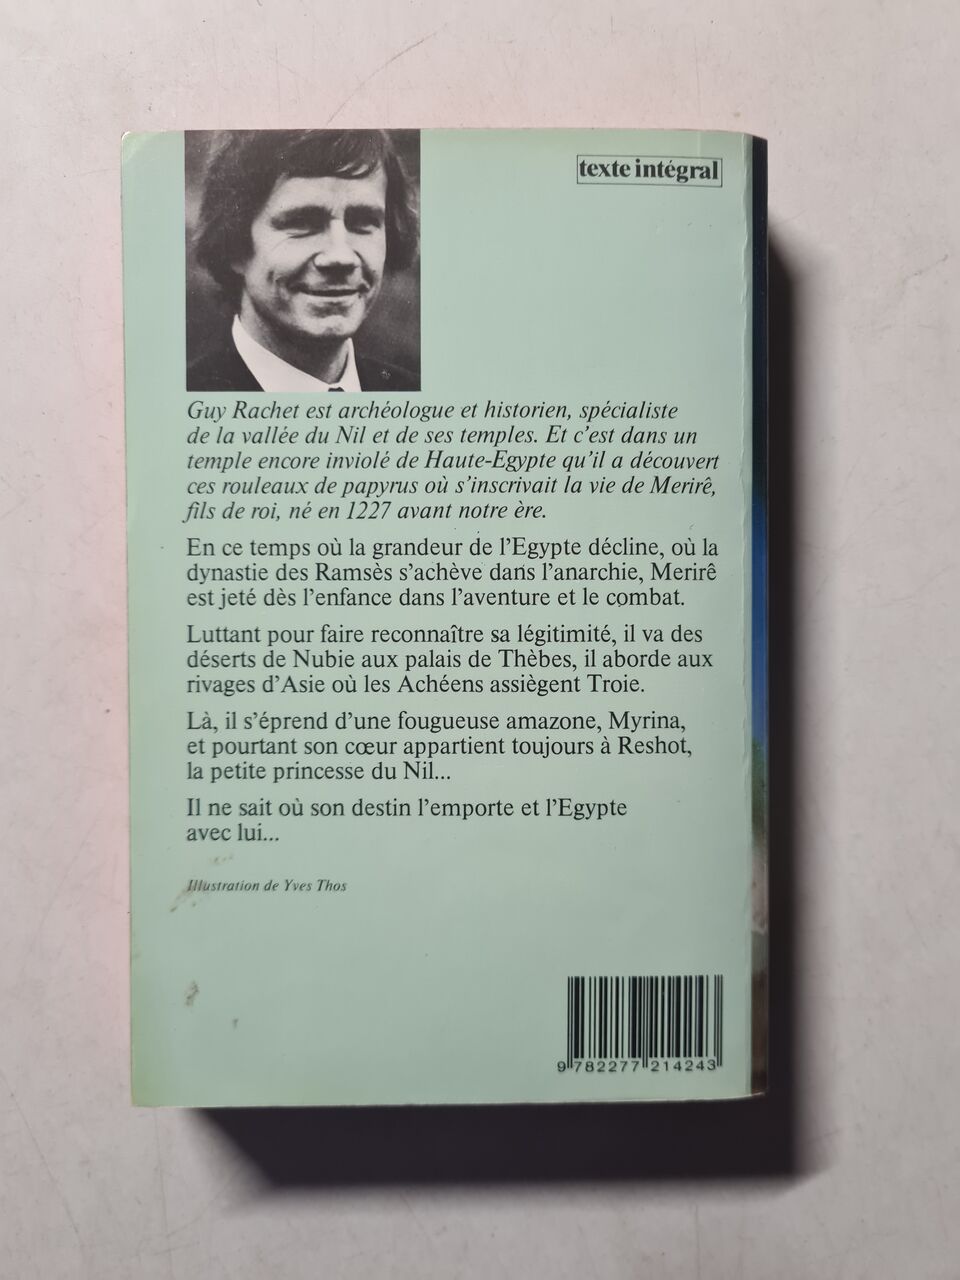 texte intégral
Guy Rachet est archéologue et historien, spécialiste
de la vallée du Nil et de ses temples. Et c'est dans un
temple encore inviolé de Haute-Egypte qu'il a découvert
ces rouleaux de papyrus où s'inscrivait la vie de Merirê,
fils de roi, né en 1227 avant notre ère.
En ce temps où la grandeur de l'Egypte décline, où la
dynastie des Ramsès s'achève dans l'anarchie, Merirê
est jeté dès l'enfance dans l'aventure et le combat.
Luttant pour faire reconnaître sa légitimité, il va des
déserts de Nubie aux palais de Thèbes, il aborde aux
rivages d'Asie où les Achéens assiègent Troie.
Là, il s'éprend d'une fougueuse amazone, Myrina,
et pourtant son cœur appartient toujours à Reshot,
la petite princesse du Nil...
Il ne sait où son destin l'emporte et l'Egypte
avec lui...
Illustration de Yves Thos
9 782277 214243